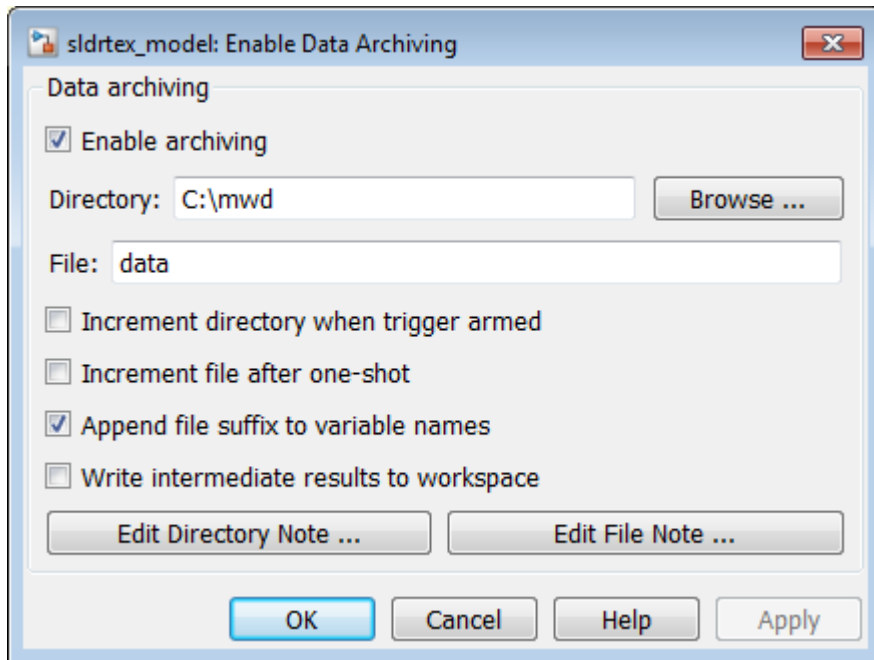 sldrtex_model: Enable Data Archiving
Data archiving
Enable archiving
Directory: C:\mwd Browse ...
File: data
Increment directory when trigger armed
Increment file after one-shot
Append file suffix to variable names
Write intermediate results to workspace
Edit Directory Note ... Edit File Note ...
OK Cancel Help Apply